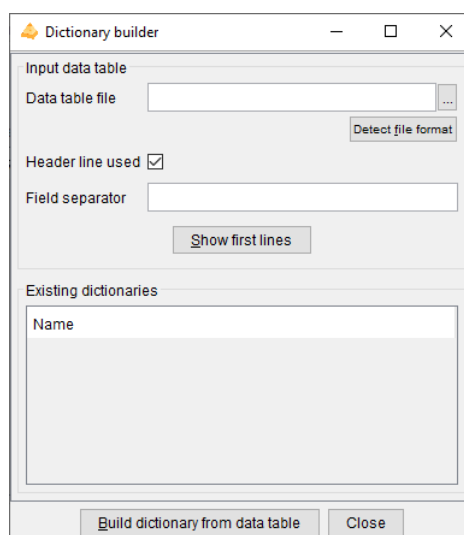 Dictionary builder
Input data table
Data table file
...
Detect file format
Header line used
Field separator
Show first lines
Existing dictionaries
Name
Build dictionary from data table Close